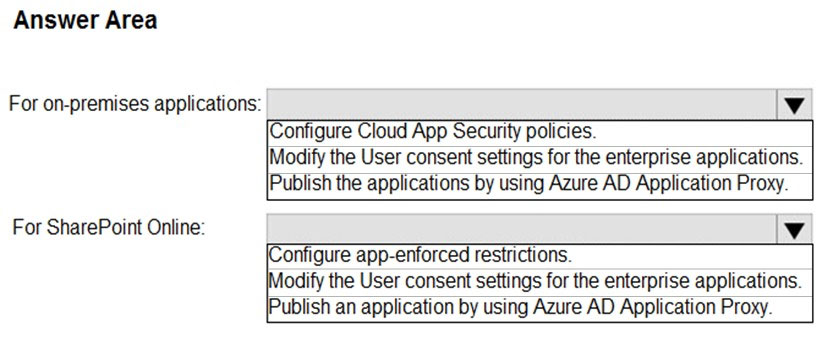 Answer Area
For on-premises applications:
Configure Cloud App Security policies.
Modify the User consent settings for the enterprise applications.
Publish the applications by using Azure AD Application Proxy.
For SharePoint Online:
Configure app-enforced restrictions.
Modify the User consent settings for the enterprise applications.
Publish an application by using Azure AD Application Proxy.